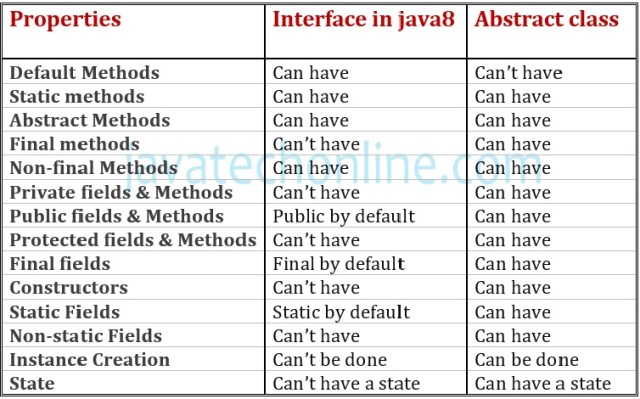 Properties Interface in java8 Abstract class
Default Methods Can have Can't have
Static methods Can have Can have
Abstract Methods Can have Can have
Final methods Can't have Can have
Non-final Methods Can have Can have
Private fields & Methods Can't have Can have
Public fields & Methods Public by default Can have
Protected fields & Methods Can't have Can have
Final fields Final by default Can have
Constructors Can't have Can have
Static Fields Static by default Can have
Non-static Fields Can't have Can have
Instance Creation Can't be done Can be done
State Can't have a state Can have a state
javatechonline.com